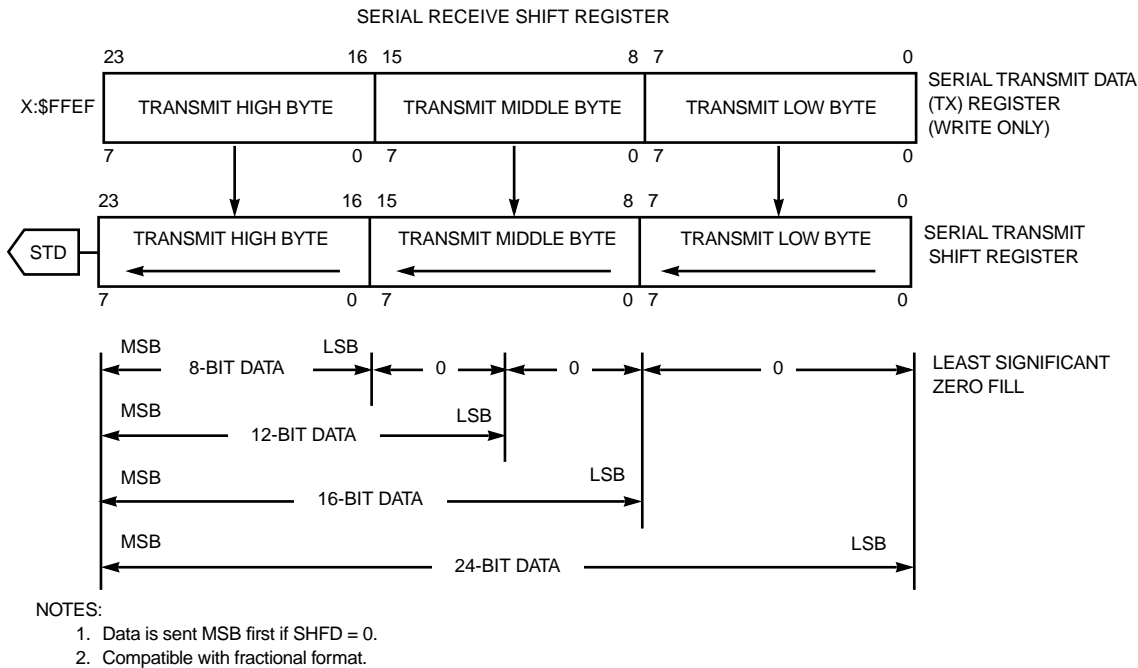 SERIAL RECEIVE SHIFT REGISTER
23 16 15 8 7 0
X:$FFEF TRANSMIT HIGH BYTE TRANSMIT MIDDLE BYTE TRANSMIT LOW BYTE SERIAL TRANSMIT DATA
(TX) REGISTER
(WRITE ONLY)
7 0 7 0 7 0
23 16 15 8 7 0
STD TRANSMIT HIGH BYTE TRANSMIT MIDDLE BYTE TRANSMIT LOW BYTE SERIAL TRANSMIT
SHIFT REGISTER
7 0 7 0 7 0
MSB LSB
8-BIT DATA 0 0 0 LEAST SIGNIFICANT
ZERO FILL
MSB LSB
12-BIT DATA
MSB LSB
16-BIT DATA
MSB LSB
24-BIT DATA
NOTES:
1. Data is sent MSB first if SHFD = 0.
2. Compatible with fractional format.